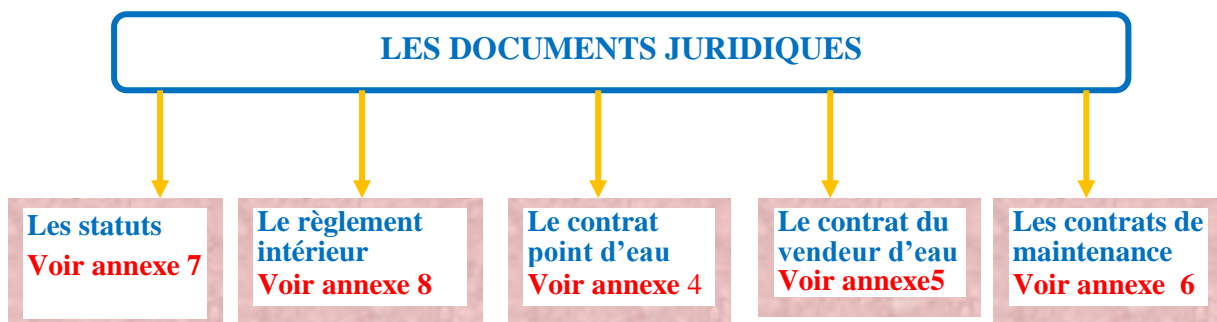 LES DOCUMENTS JURIDIQUES
Les statuts
Voir annexe 7
Le règlement
intérieur
Voir annexe 8
Le contrat
point d’eau
Voir annexe 4
Le contrat du
vendeur d’eau
Voir annexe5
Les contrats de
maintenance
Voir annexe 6